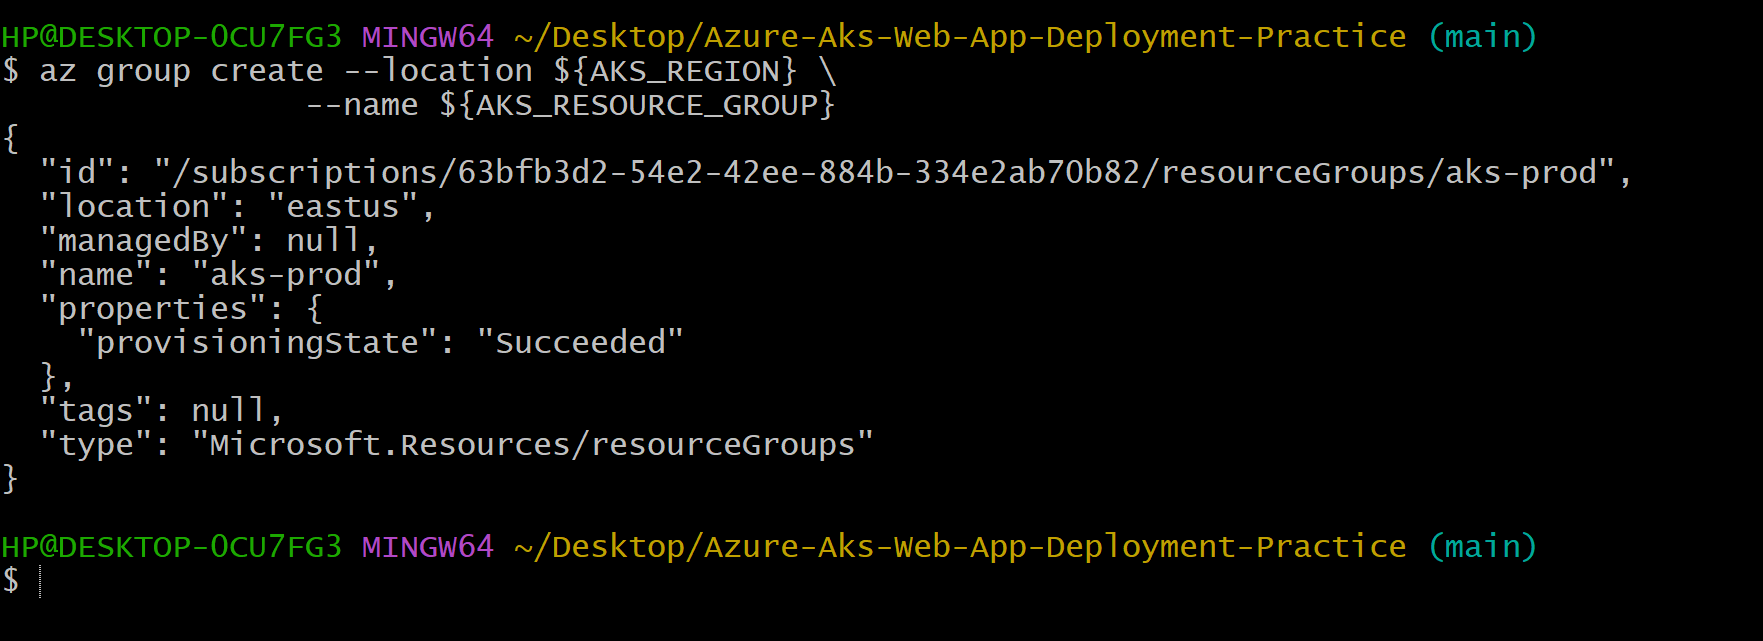 HP@DESKTOP-OCU7FG3 MINGW64 ~/Desktop/Azure-Aks-Web-App-Deployment-Practice (main)
$ az group create --location ${AKS_REGION} \
                --name ${AKS_RESOURCE_GROUP}
{
  "id": "/subscriptions/63bfb3d2-54e2-42ee-884b-334e2ab70b82/resourceGroups/aks-prod",
  "location": "eastus",
  "managedBy": null,
  "name": "aks-prod",
  "properties": {
    "provisioningState": "Succeeded"
  },
  "tags": null,
  "type": "Microsoft.Resources/resourceGroups"
}

HP@DESKTOP-OCU7FG3 MINGW64 ~/Desktop/Azure-Aks-Web-App-Deployment-Practice (main)
$